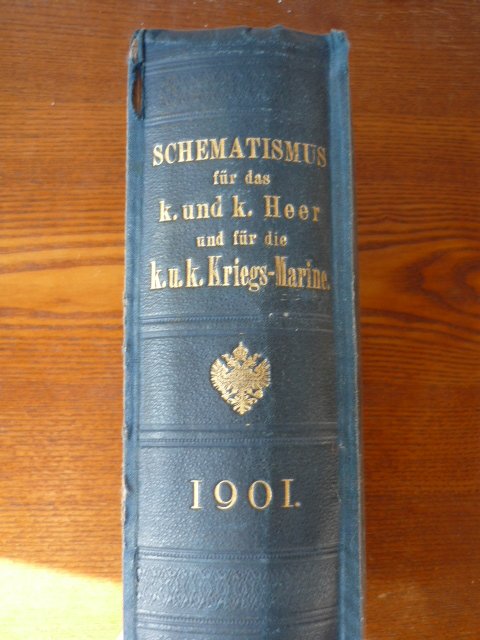 SCHEMATISMUS
für das
k. und k. Heer
und für die
k. u. k. Kriegs-Marine.
1901.